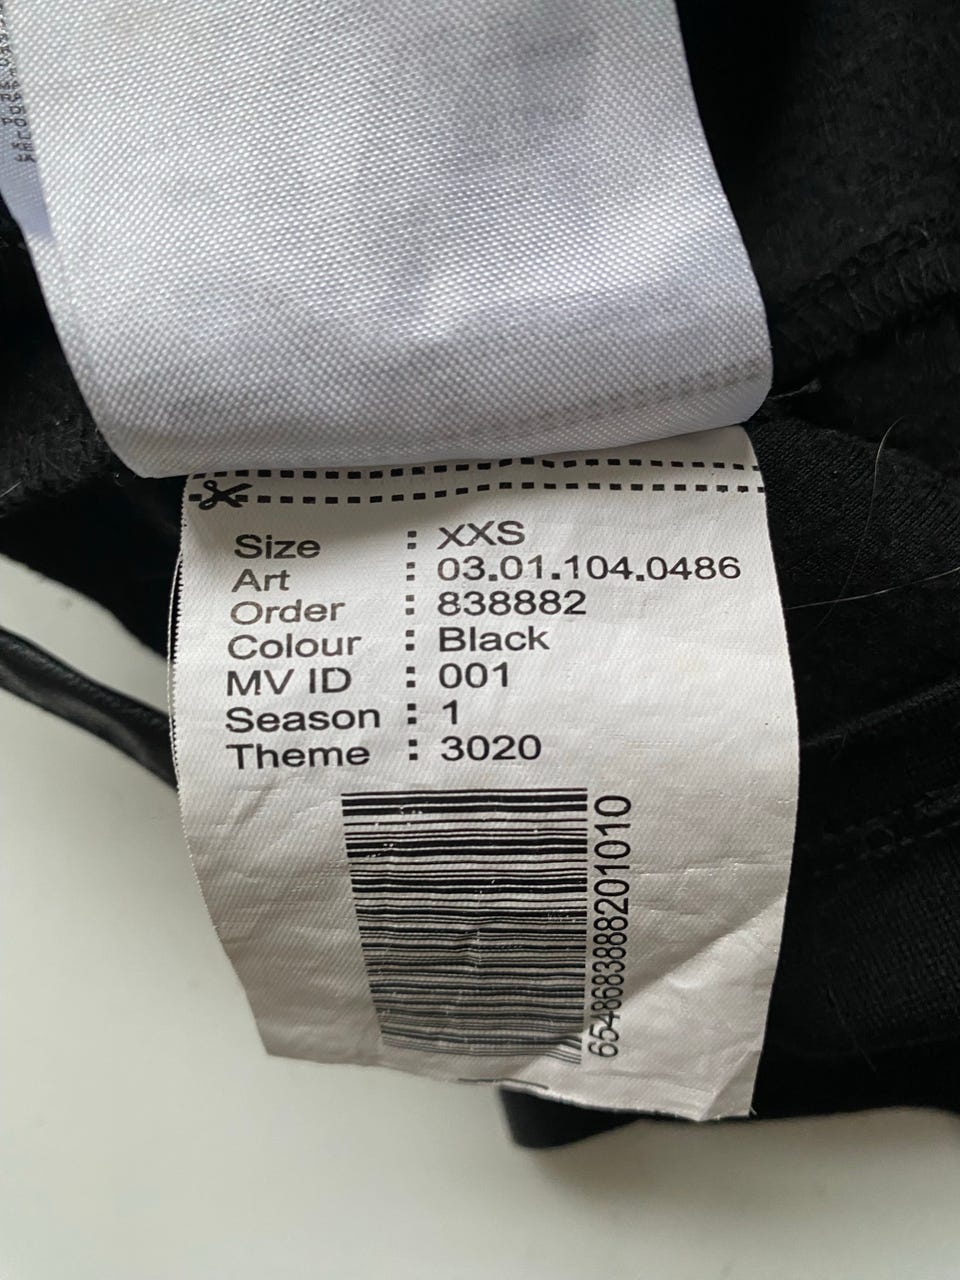 Size : XXS
Art : 03.01.104.0486
Order : 838882
Colour : Black
MV ID : 001
Season : 1
Theme : 3020
6548683888201010